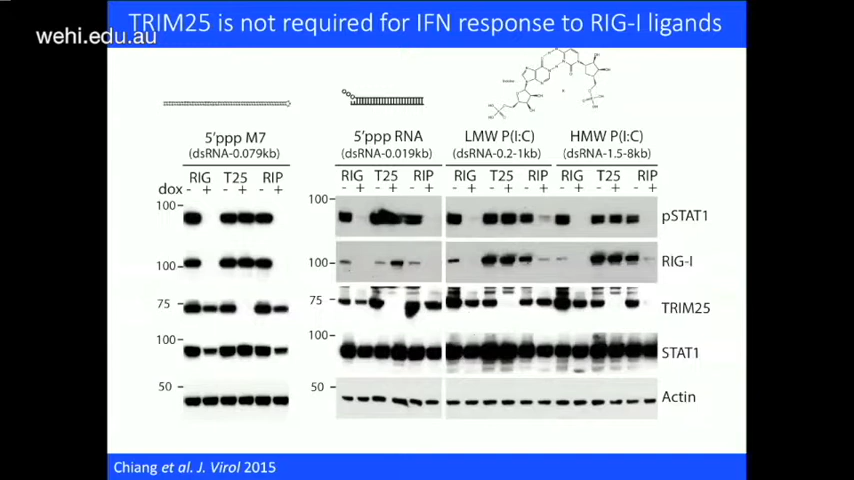 TRIM25 is not required for IFN response to RIG-I ligands
wehi.edu.au
5'ppp M7
(dsRNA-0.079kb)
5'ppp RNA
(dsRNA-0.019kb)
LMW P(I:C)
(dsRNA-0.2-1kb)
HMW P(I:C)
(dsRNA-1.5-8kb)
RIG T25 RIP
RIG T25 RIP
RIG T25 RIP
RIG T25 RIP
dox - + - + - +
- + - + - +
- + - + - +
- + - + - +
100
100
pSTAT1
100
100
RIG-I
75
75
TRIM25
100
100
STAT1
50
50
Actin
Chiang et al. J. Virol 2015